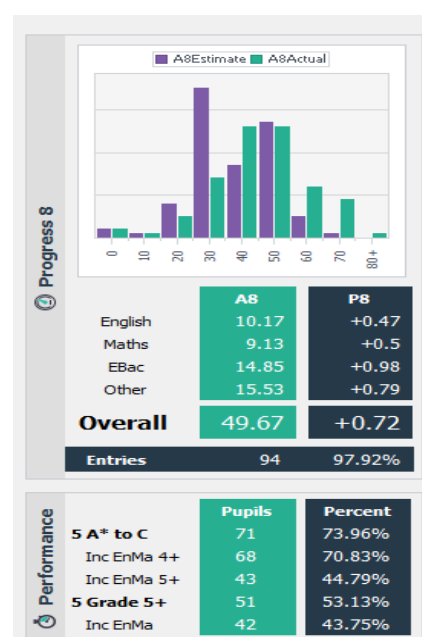 A8Estimate A8Actual
0 10 20 30 40 50 60 70 80+
Progress 8
A8 P8
English 10.17 +0.47
Maths 9.13 +0.5
EBac 14.85 +0.98
Other 15.53 +0.79
Overall 49.67 +0.72
Entries 94 97.92%
Performance
Pupils Percent
5 A* to C 71 73.96%
Inc EnMa 4+ 68 70.83%
Inc EnMa 5+ 43 44.79%
5 Grade 5+ 51 53.13%
Inc EnMa 42 43.75%